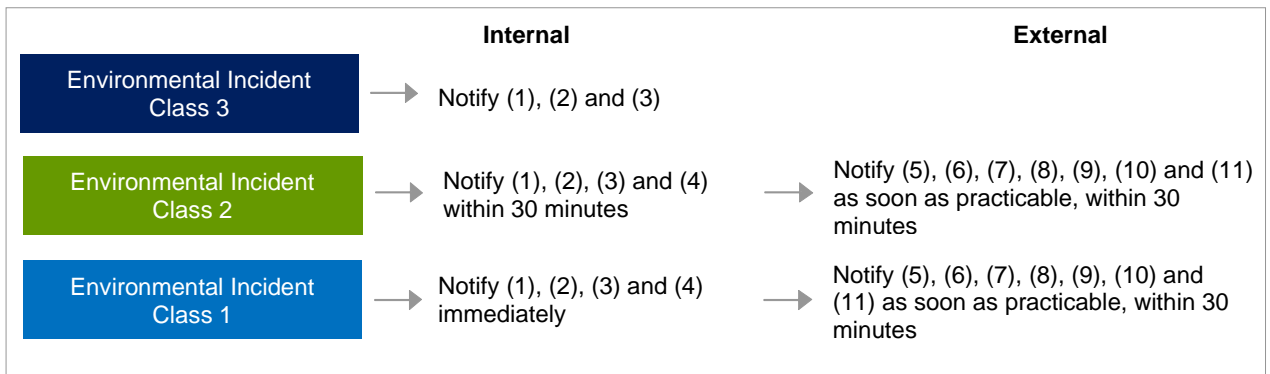 Internal
External
Environmental Incident
Class 3
Notify (1), (2) and (3)
Environmental Incident
Class 2
Notify (1), (2), (3) and (4)
within 30 minutes
Notify (5), (6), (7), (8), (9), (10) and (11)
as soon as practicable, within 30
minutes
Environmental Incident
Class 1
Notify (1), (2), (3) and (4)
immediately
Notify (5), (6), (7), (8), (9), (10) and
(11) as soon as practicable, within 30
minutes